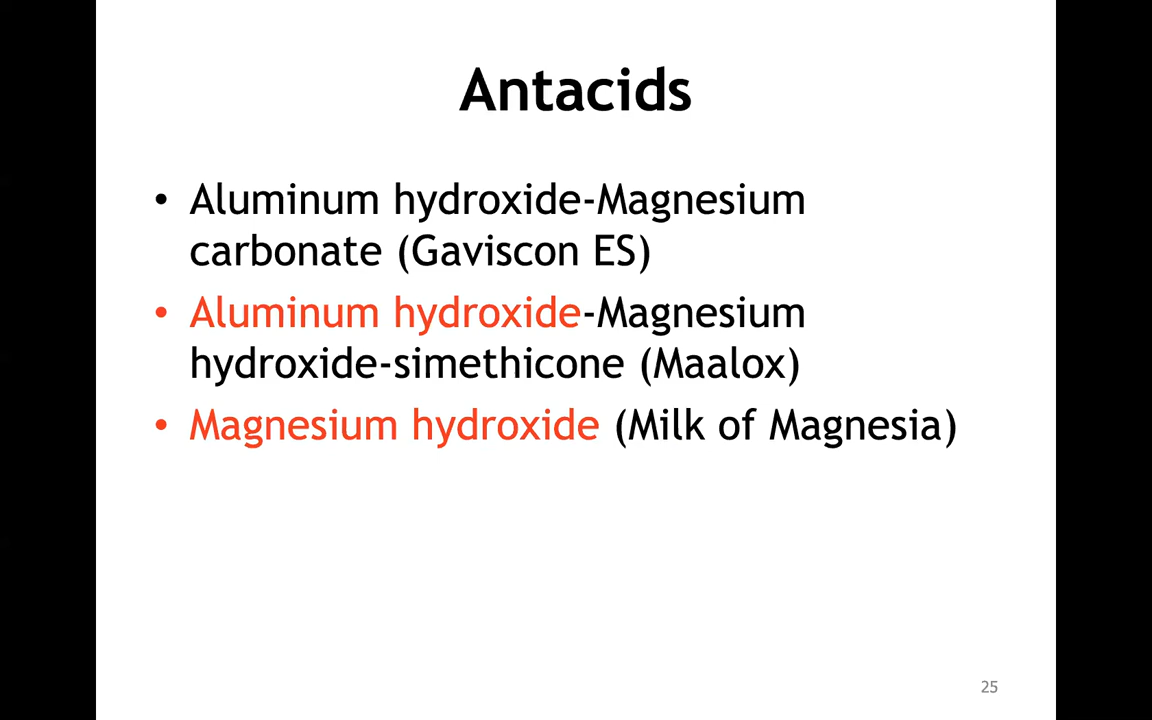 Antacids
• Aluminum hydroxide-Magnesium
carbonate (Gaviscon ES)
• Aluminum hydroxide-Magnesium
hydroxide-simethicone (Maalox)
• Magnesium hydroxide (Milk of Magnesia)
25